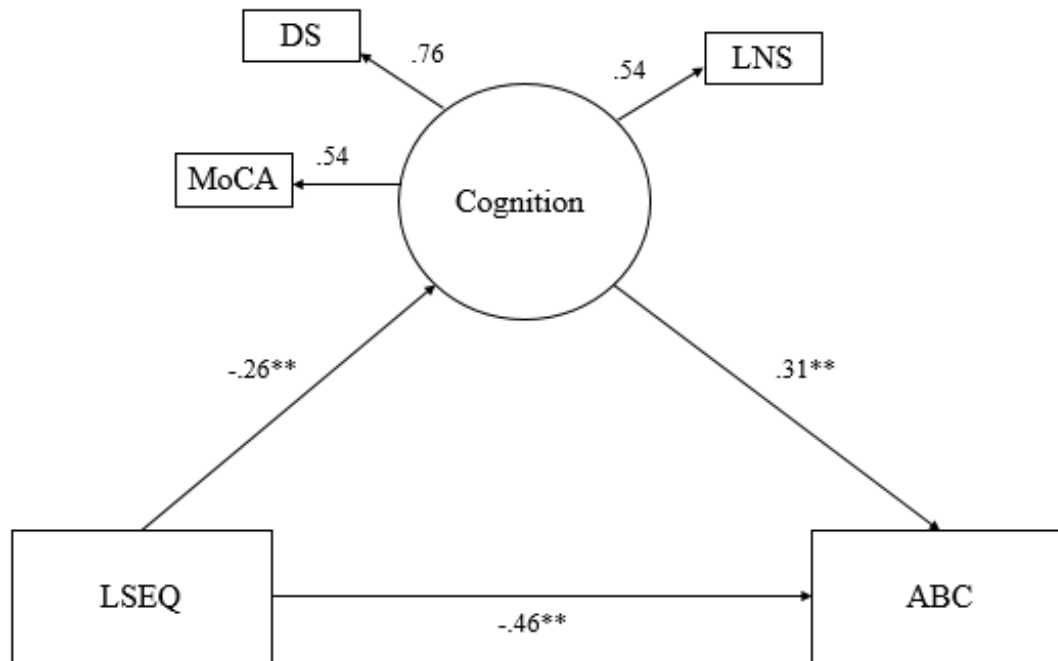 DS
.76
.54
LNS
.54
MoCA
Cognition
-.26**
.31**
LSEQ
ABC
-.46**